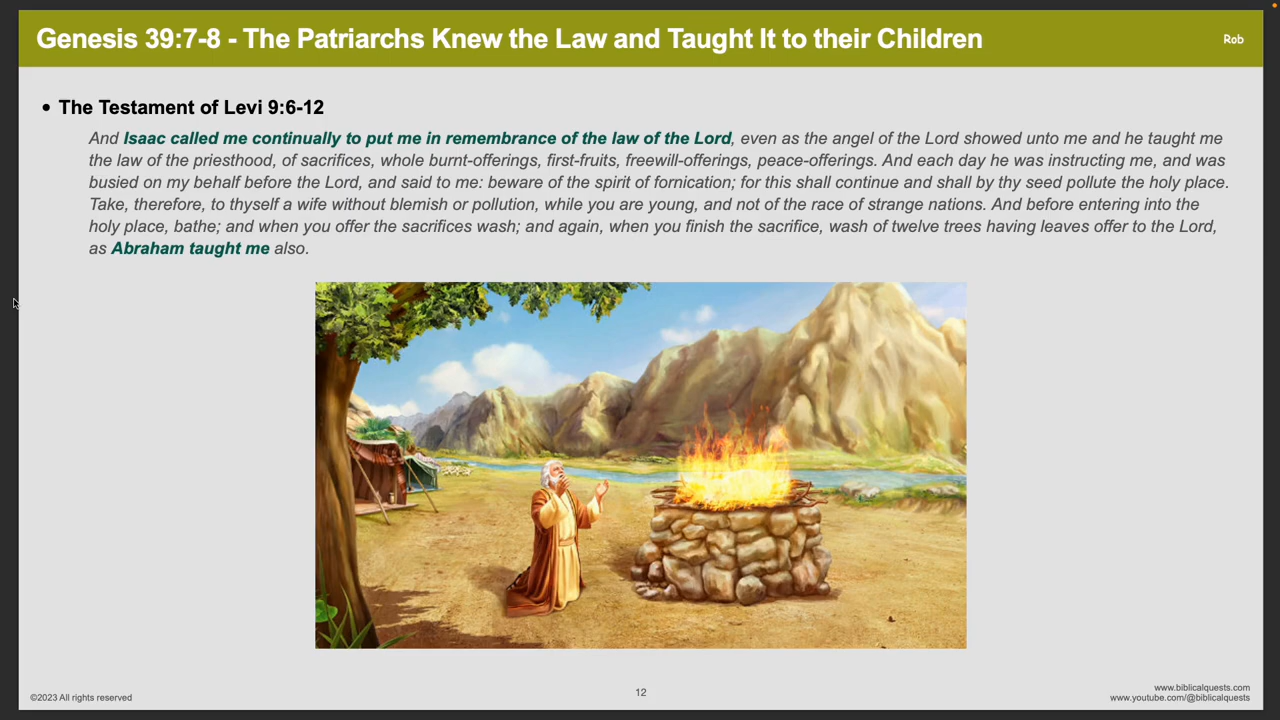 Genesis 39:7-8 - The Patriarchs Knew the Law and Taught It to their Children
Rob
• The Testament of Levi 9:6-12
And Isaac called me continually to put me in remembrance of the law of the Lord, even as the angel of the Lord showed unto me and he taught me
the law of the priesthood, of sacrifices, whole burnt-offerings, first-fruits, freewill-offerings, peace-offerings. And each day he was instructing me, and was
busied on my behalf before the Lord, and said to me: beware of the spirit of fornication; for this shall continue and shall by thy seed pollute the holy place.
Take, therefore, to thyself a wife without blemish or pollution, while you are young, and not of the race of strange nations. And before entering into the
holy place, bathe; and when you offer the sacrifices wash; and again, when you finish the sacrifice, wash of twelve trees having leaves offer to the Lord,
as Abraham taught me also.
©2023 All rights reserved
12
www.biblicalquests.com
www.youtube.com/@biblicalquests